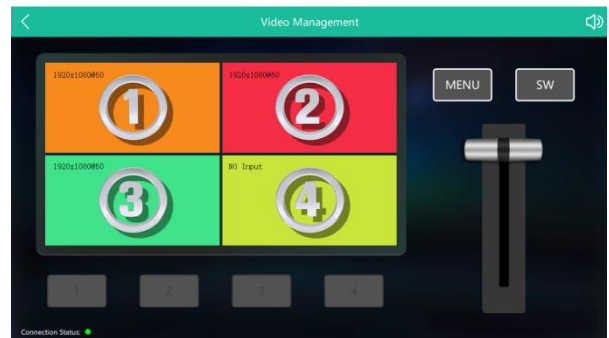 Video Management
1920x1080@60
1920x1080@60
MENU
SW
1
2
1920x1080@60
NO Input
3
4
1
2
3
4
Connection Status: